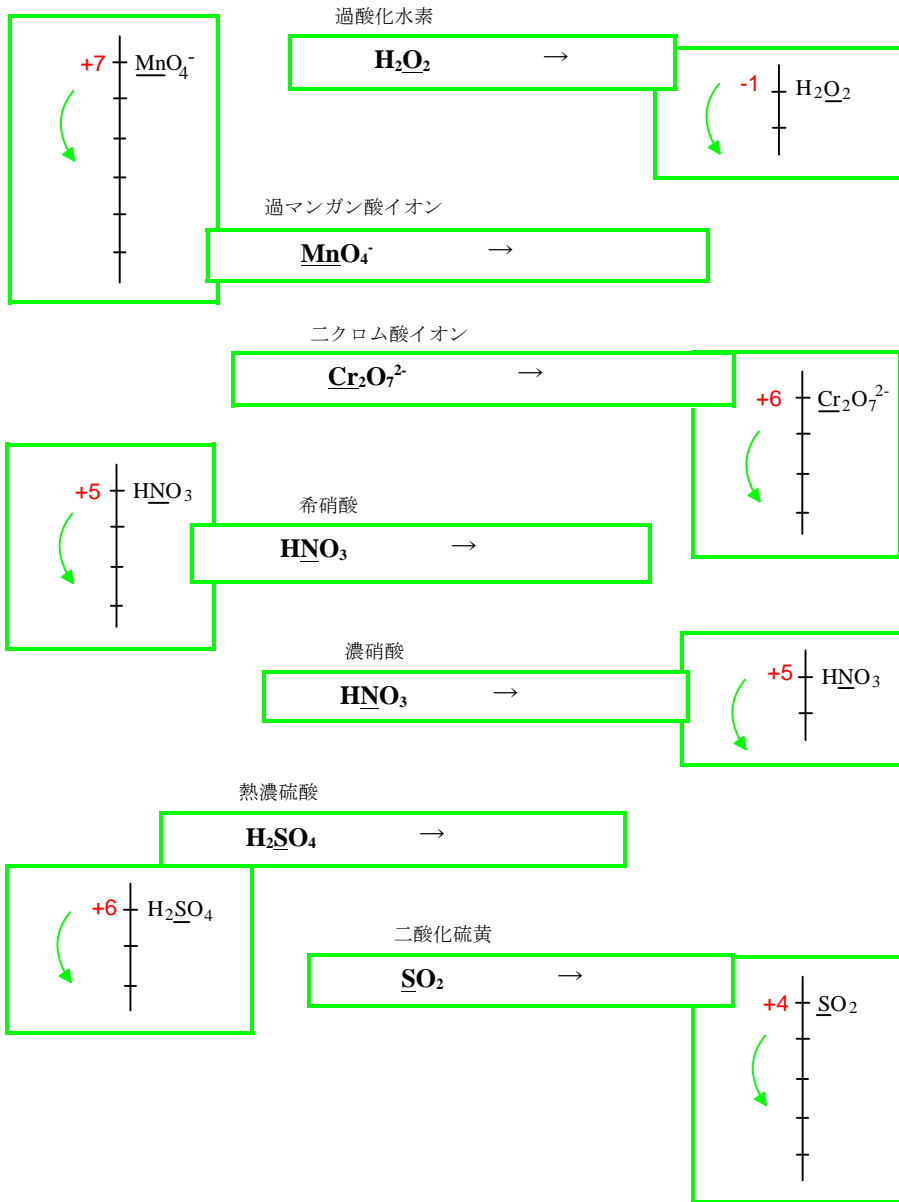 過酸化水素
H₂O₂ →
-1 H₂O₂
+7 MnO₄⁻
過マンガン酸イオン
MnO₄⁻ →
二クロム酸イオン
Cr₂O₇²⁻ →
+6 Cr₂O₇²⁻
+5 HNO₃
希硝酸
HNO₃ →
濃硝酸
HNO₃ →
+5 HNO₃
熱濃硫酸
H₂SO₄ →
+6 H₂SO₄
二酸化硫黄
SO₂ →
+4 SO₂